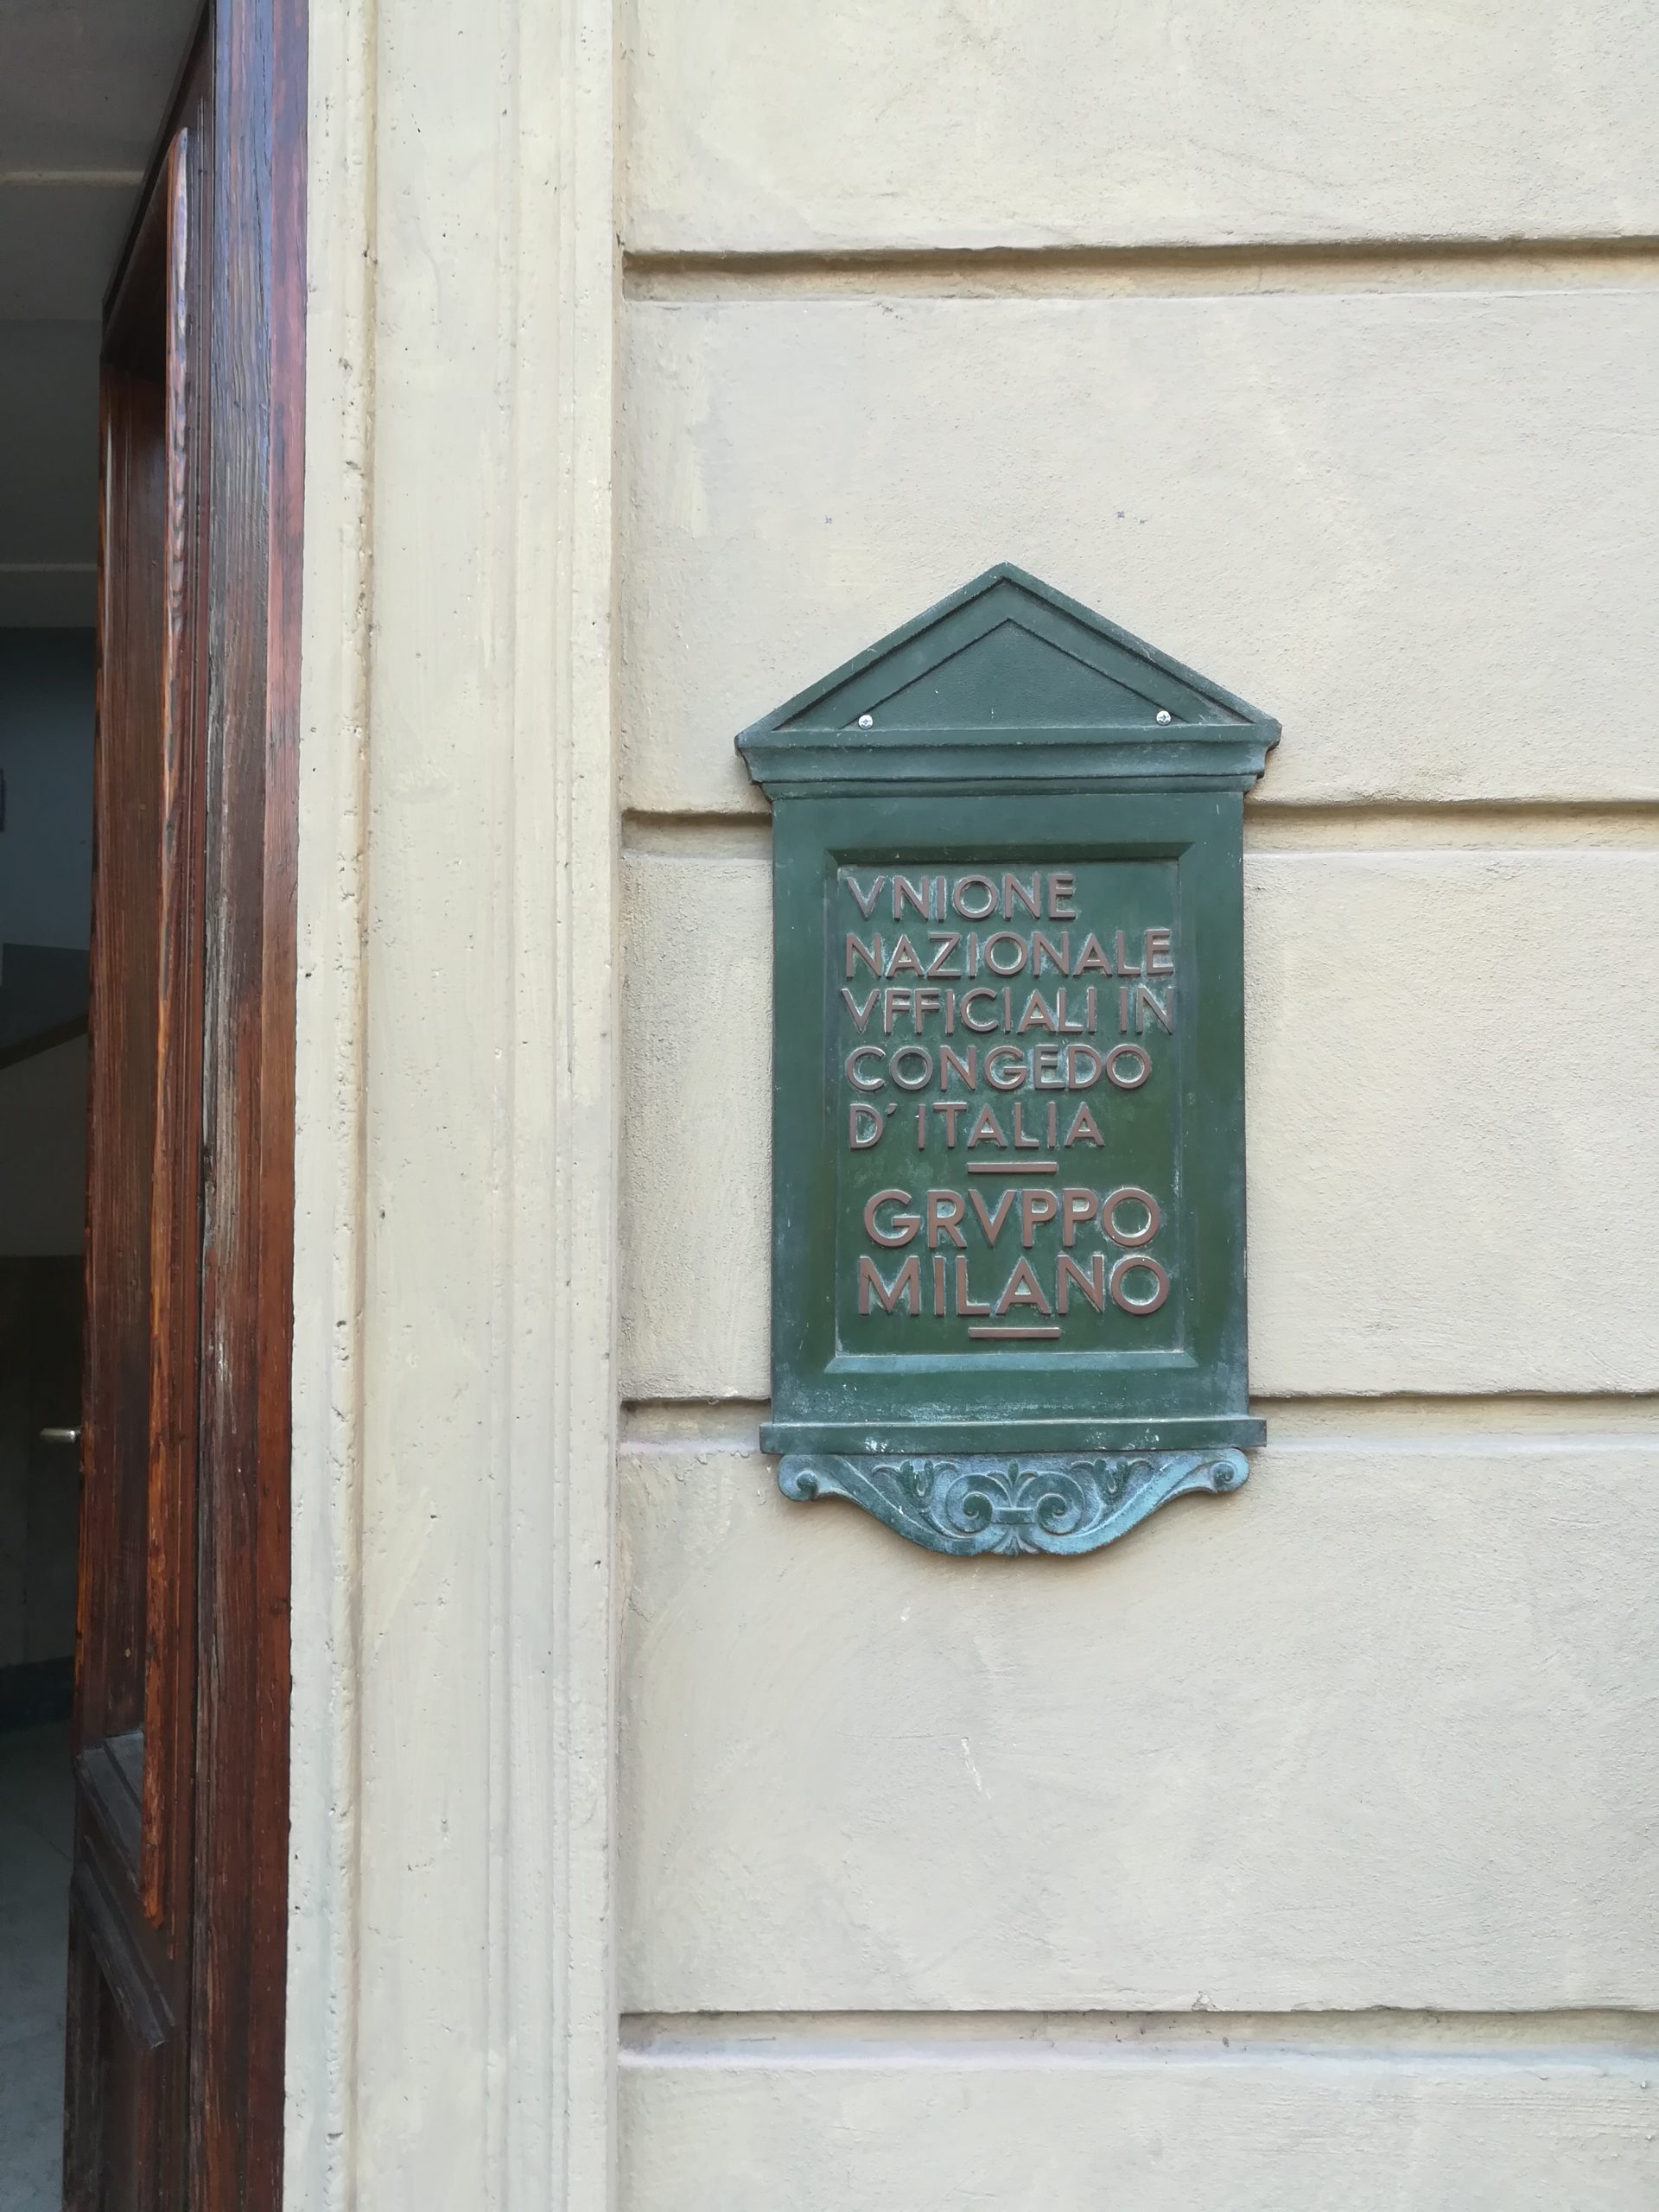 VNIONE
NAZIONALE
VFFICIALI IN
CONGEDO
D' ITALIA
GRVPPO
MILANO